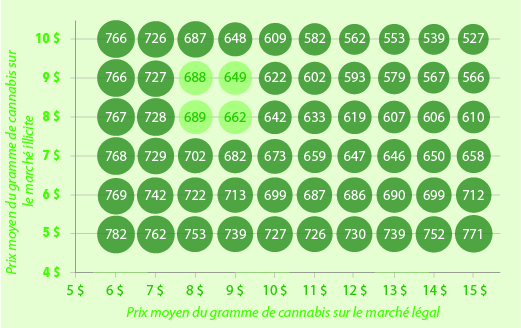 Prix moyen du gramme de cannabis sur
le marché illicite
10 $ 766 726 687 648 609 582 562 553 539 527
9 $ 766 727 688 649 622 602 593 579 567 566
8 $ 767 728 689 662 642 633 619 607 606 610
7 $ 768 729 702 682 673 659 647 646 650 658
6 $ 769 742 722 713 699 687 686 690 699 712
5 $ 782 762 753 739 727 726 730 739 752 771
4 $
5 $ 6 $ 7 $ 8 $ 9 $ 10 $ 11 $ 12 $ 13 $ 14 $ 15 $
Prix moyen du gramme de cannabis sur le marché légal